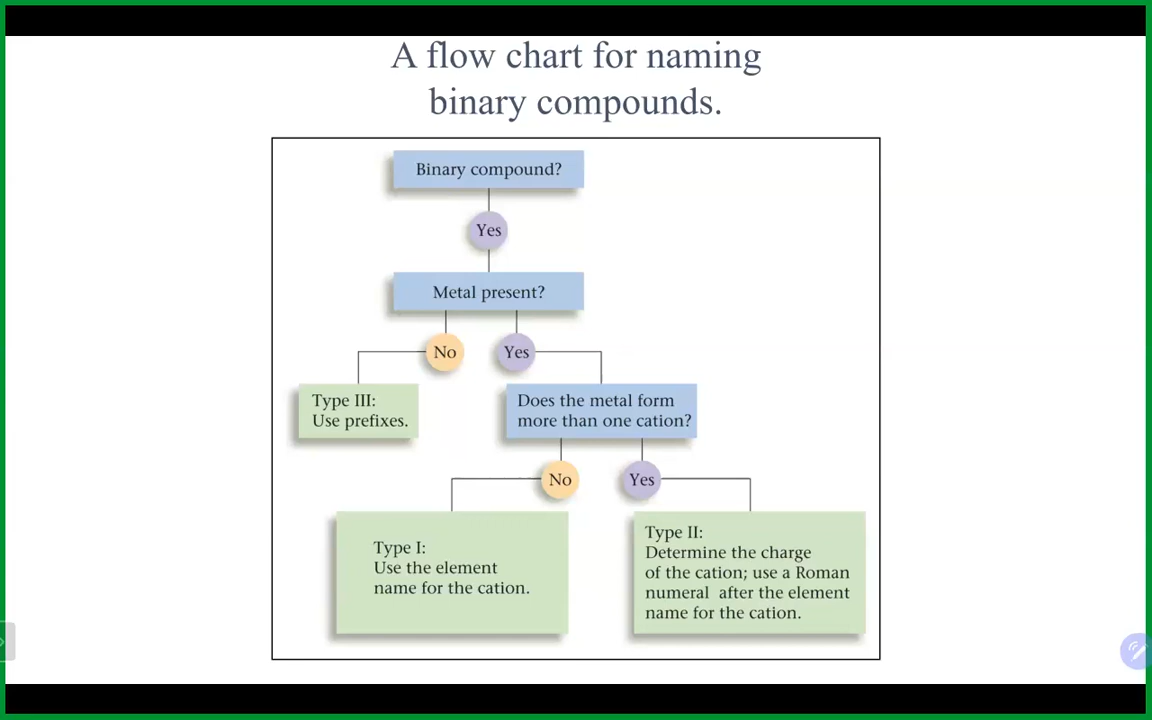 A flow chart for naming
binary compounds.
Binary compound?
Yes
Metal present?
No
Yes
Type III:
Use prefixes.
Does the metal form
more than one cation?
No
Yes
Type I:
Use the element
name for the cation.
Type II:
Determine the charge
of the cation; use a Roman
numeral after the element
name for the cation.